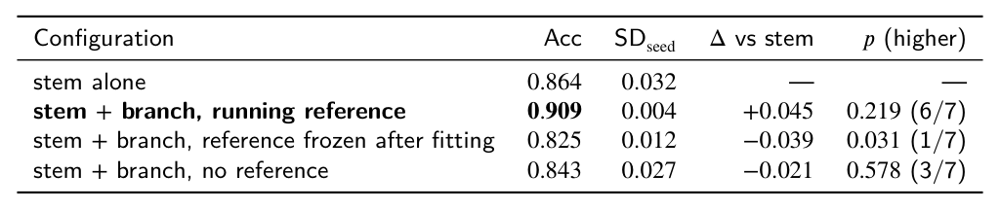 Configuration Acc SDseed Δ vs stem p (higher)
stem alone 0.864 0.032 — —
stem + branch, running reference 0.909 0.004 +0.045 0.219 (6/7)
stem + branch, reference frozen after fitting 0.825 0.012 −0.039 0.031 (1/7)
stem + branch, no reference 0.843 0.027 −0.021 0.578 (3/7)